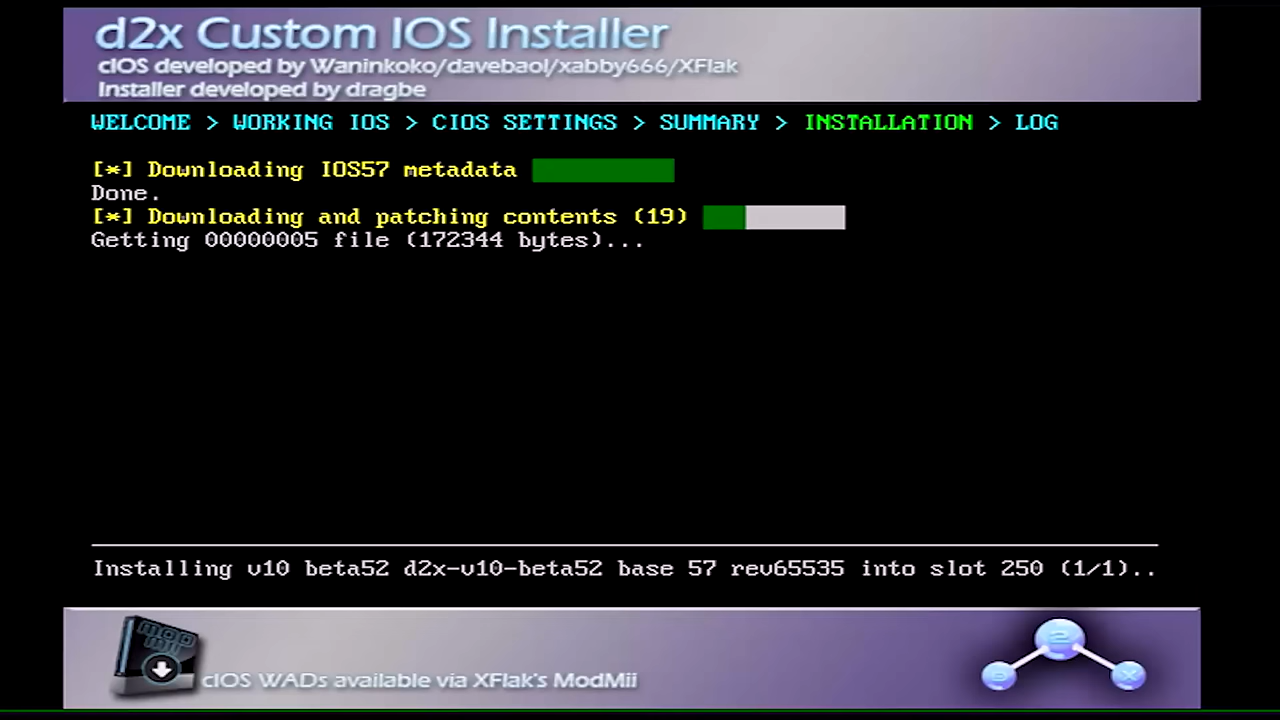 d2x Custom IOS Installer
cIOS developed by Waninkoko/davebaol/xabby666/XFlak
Installer developed by dragbe
WELCOME > WORKING IOS > CIOS SETTINGS > SUMMARY > INSTALLATION > LOG
[*] Downloading IOS57 metadata
Done.
[*] Downloading and patching contents (19)
Getting 00000005 file (172344 bytes)...
Installing v10 beta52 d2x-v10-beta52 base 57 rev65535 into slot 250 (1/1)..
MOD
MII
cIOS WADs available via XFlak's ModMii
2
D
X